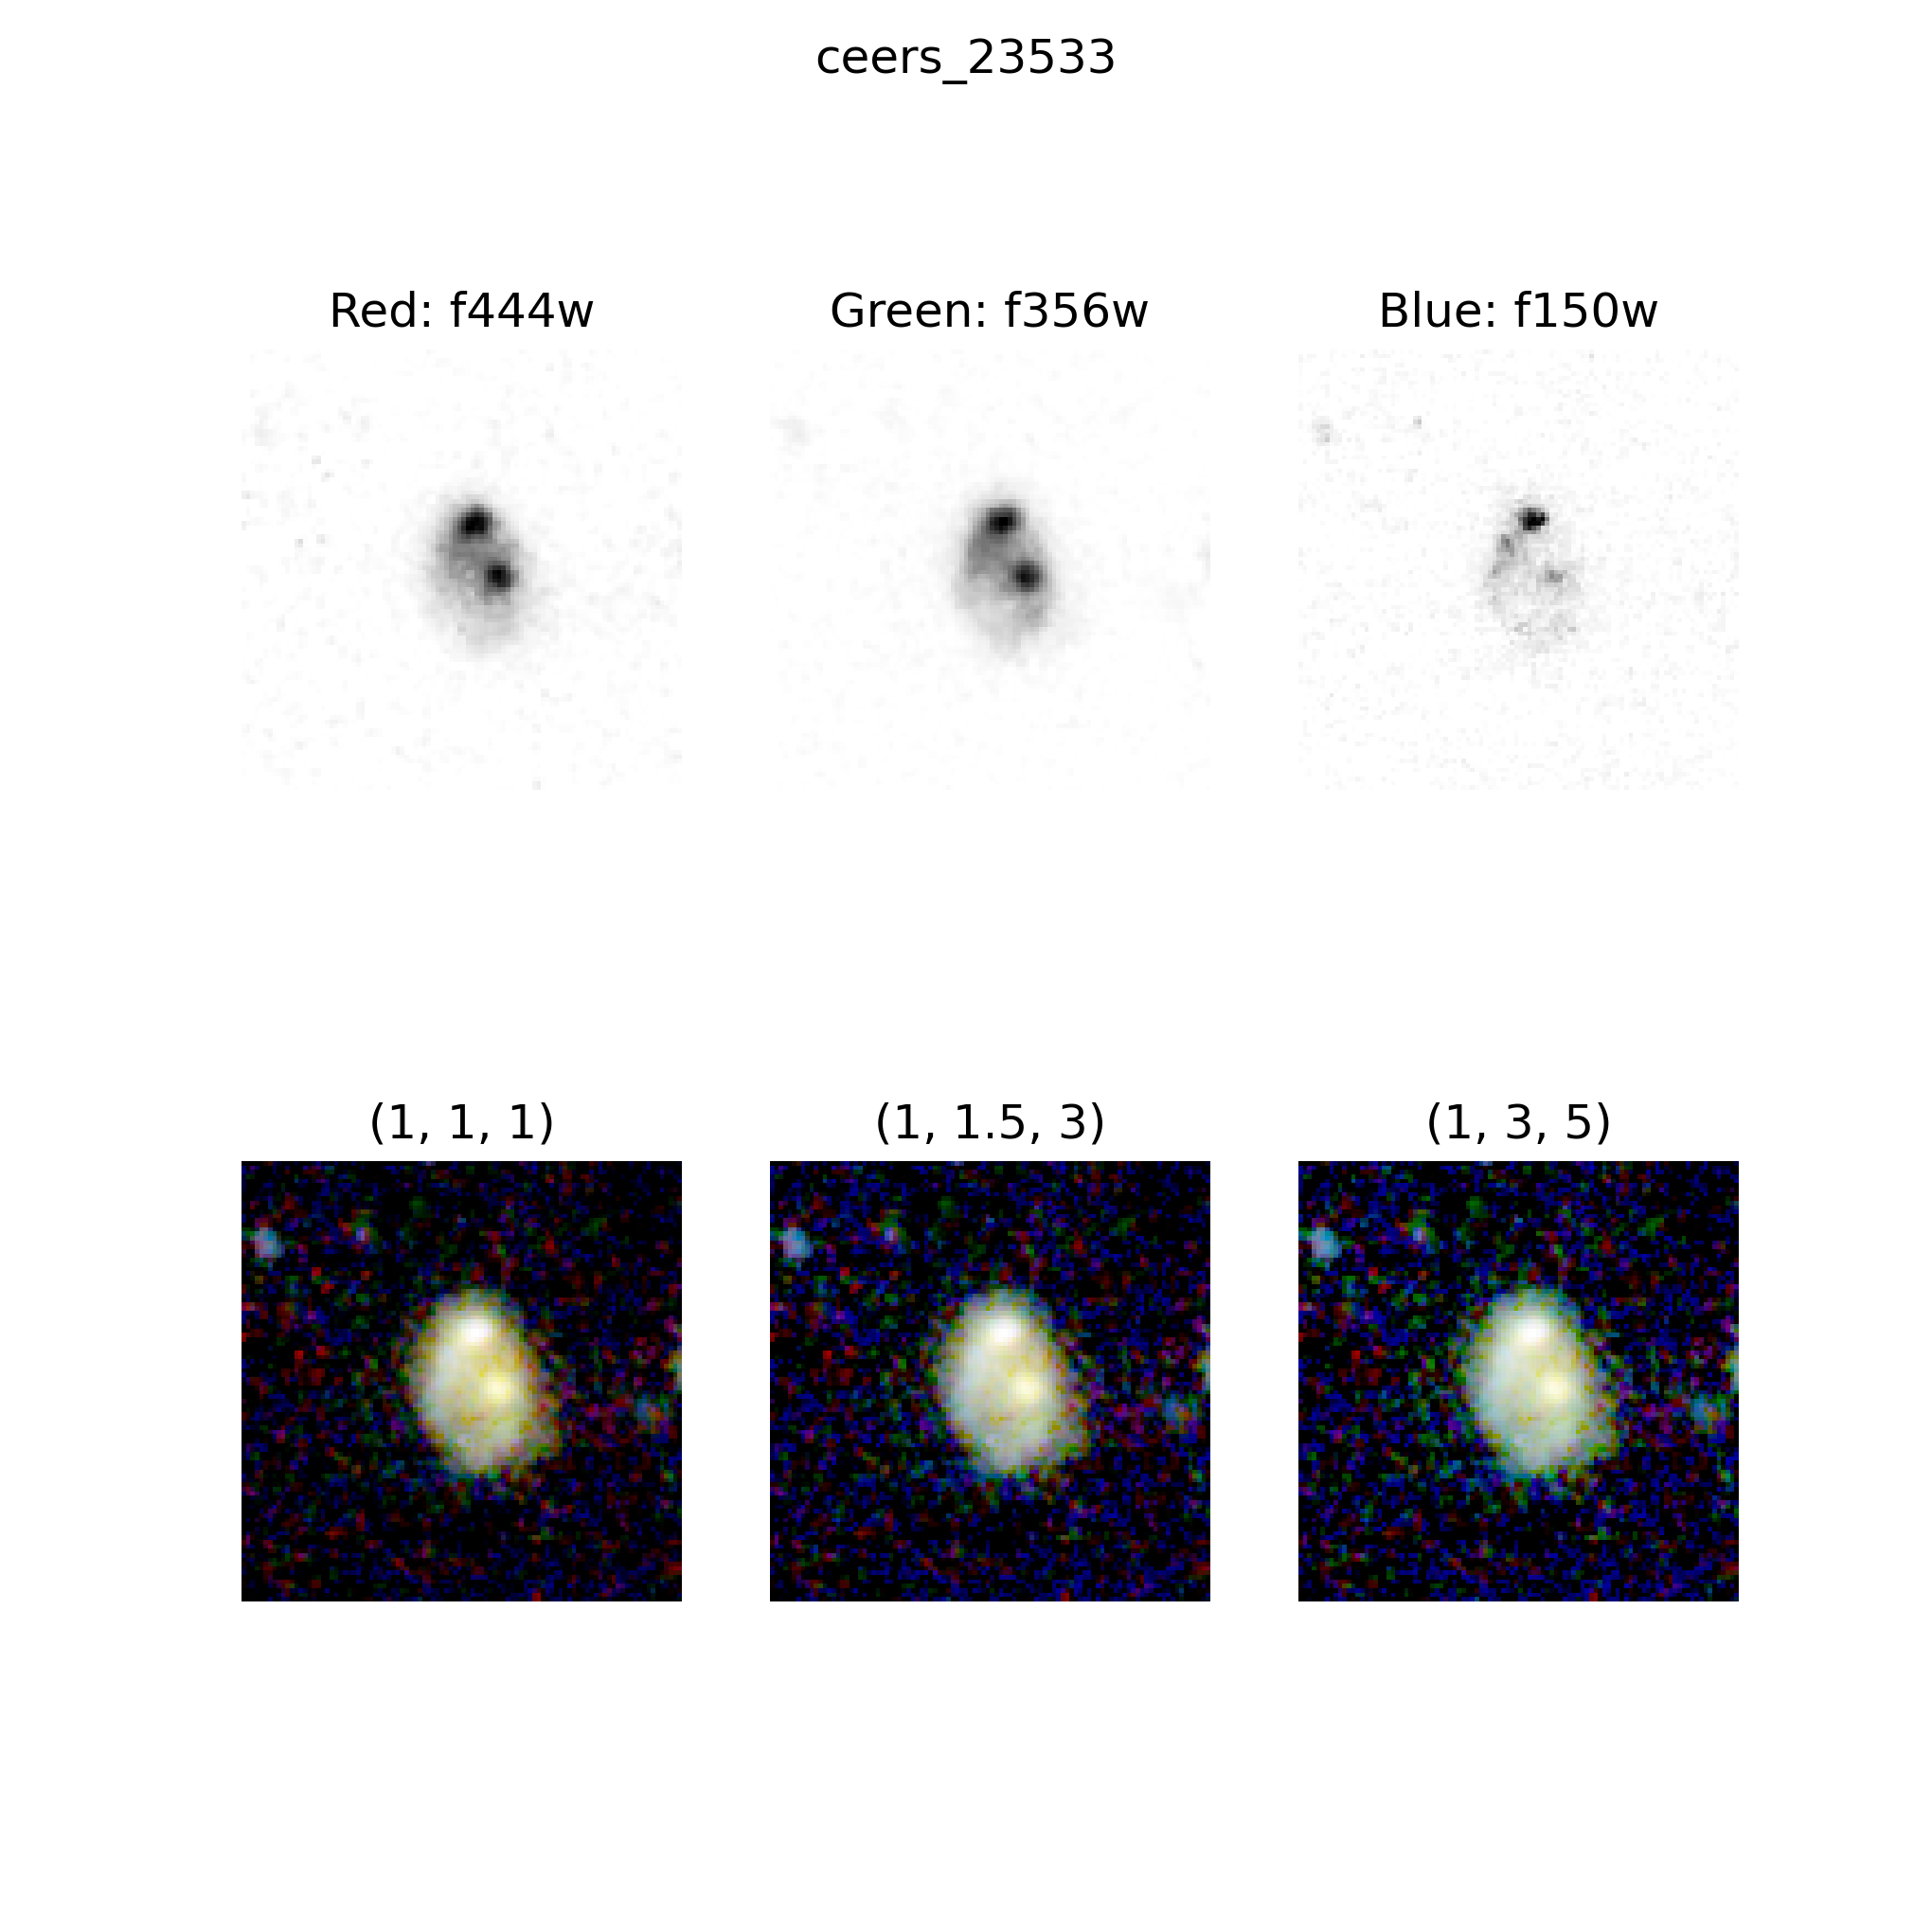 ceers_23533
Red: f444w
Green: f356w
Blue: f150w
(1, 1, 1)
(1, 1.5, 3)
(1, 3, 5)